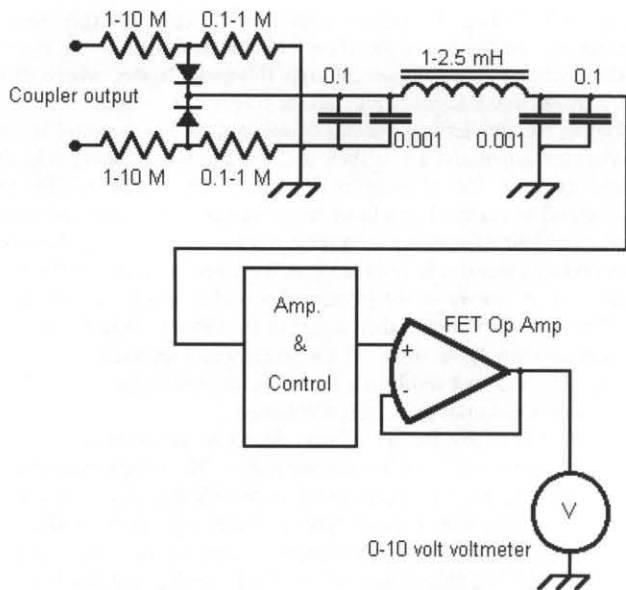 1-10 M 0.1-1 M
1-2.5 mH
0.1 0.1
Coupler output
0.001 0.001
1-10 M 0.1-1 M
Amp.
&
Control
FET Op Amp
+
-
V
0-10 volt voltmeter